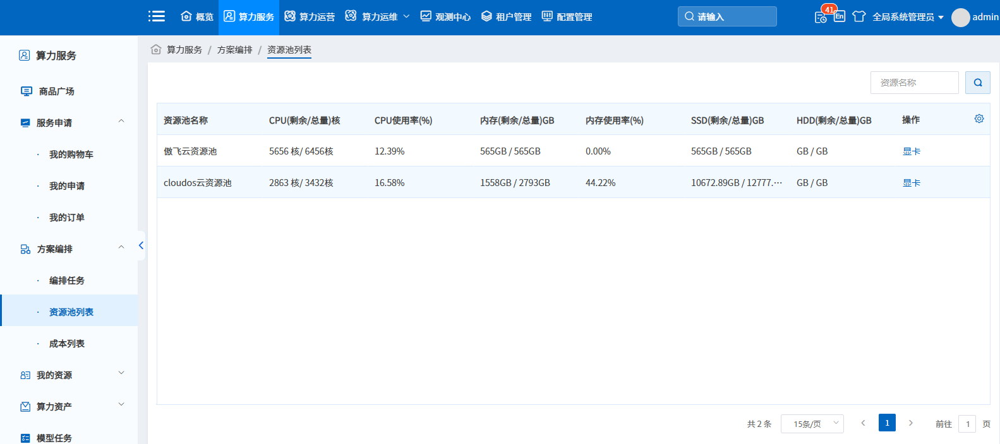 概览 算力服务 算力运营 算力运维 观测中心 租户管理 配置管理 请输入 41 En 全局系统管理员 admin
算力服务
商品广场
服务申请
我的购物车
我的申请
我的订单
方案编排
编排任务
资源池列表
成本列表
我的资源
算力资产
模型任务
算力服务 / 方案编排 / 资源池列表
资源名称
资源池名称 CPU(剩余/总量)核 CPU使用率(%) 内存(剩余/总量)GB 内存使用率(%) SSD(剩余/总量)GB HDD(剩余/总量)GB 操作
傲飞云资源池 5656 核/ 6456核 12.39% 565GB / 565GB 0.00% 565GB / 565GB GB / GB 显卡
cloudos云资源池 2863 核/ 3432核 16.58% 1558GB / 2793GB 44.22% 10672.89GB / 12777.… GB / GB 显卡
共 2 条 15条/页 1 前往 1 页